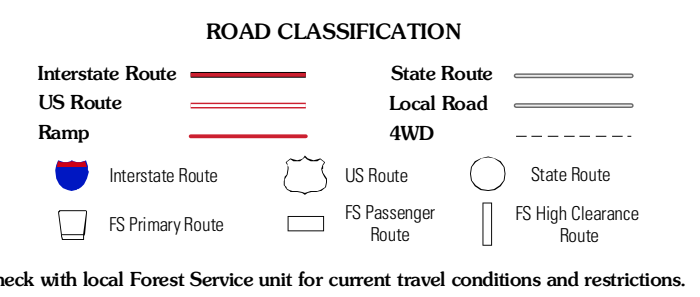 ROAD CLASSIFICATION
Interstate Route
State Route
US Route
Local Road
Ramp
4WD
Interstate Route
US Route
State Route
FS Primary Route
FS Passenger
Route
FS High Clearance
Route
heck with local Forest Service unit for current travel conditions and restrictions.